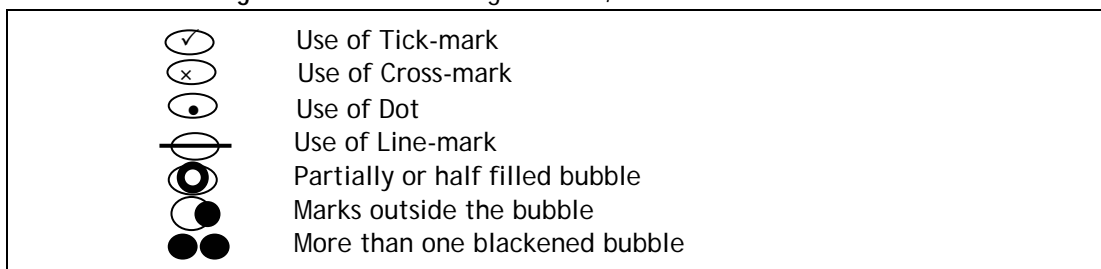 Use of Tick-mark
Use of Cross-mark
Use of Dot
Use of Line-mark
Partially or half filled bubble
Marks outside the bubble
More than one blackened bubble